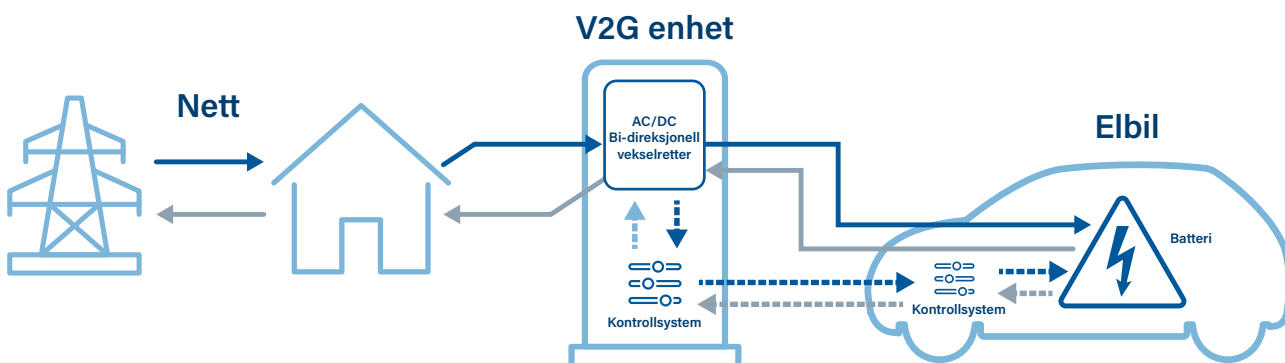 V2G enhet
Nett
AC/DC
Bi-direksjonell
vekselretter
Elbil
Batteri
Kontrollsystem
Kontrollsystem